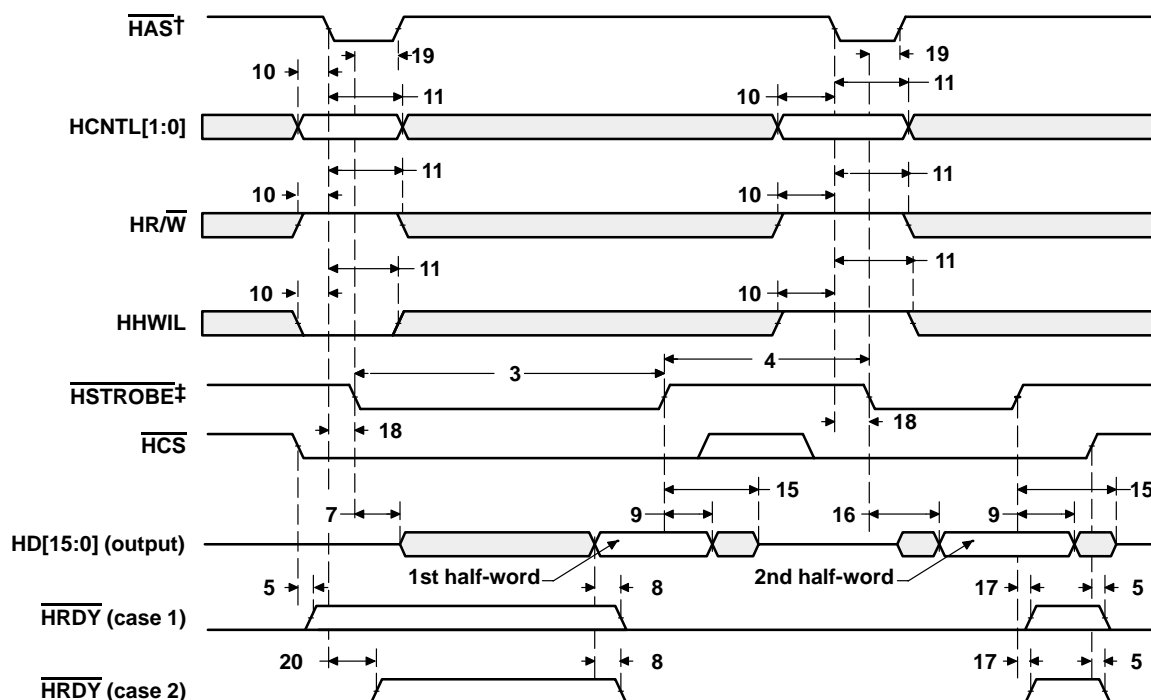 HAS†
19
19
10
11
10
11
HCNTL[1:0]
11
11
10
10
HR/W
11
11
10
10
HHWIL
3
4
HSTROBE‡
18
18
HCS
15
15
7
9
16
9
HD[15:0] (output)
1st half-word
2nd half-word
5
8
17
5
HRDY (case 1)
20
8
17
5
HRDY (case 2)